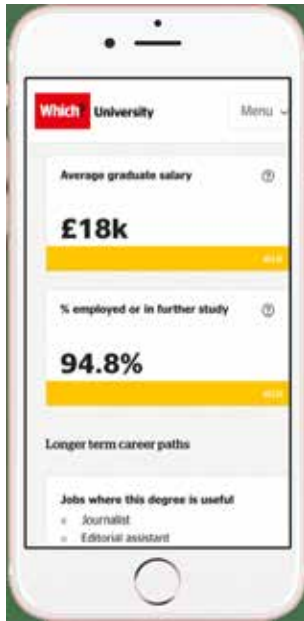 Which? University
Menu
Average graduate salary
£18k
% employed or in further study
94.8%
Longer term career paths
Jobs where this degree is useful
Journalist
Editorial assistant